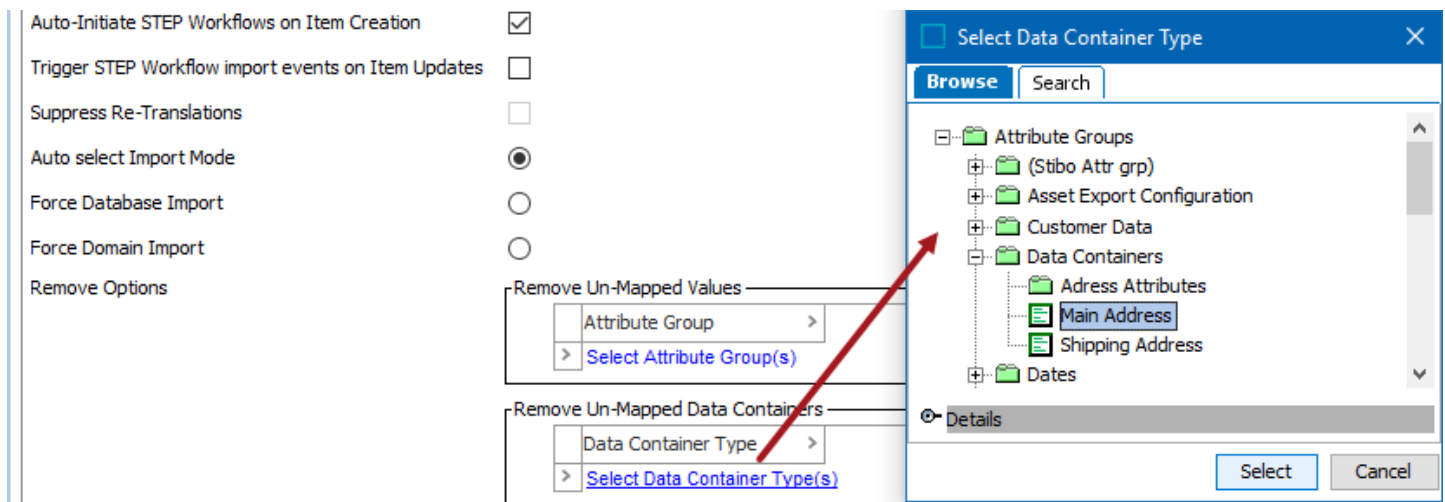 Auto-Initiate STEP Workflows on Item Creation
Trigger STEP Workflow import events on Item Updates
Suppress Re-Translations
Auto select Import Mode
Force Database Import
Force Domain Import
Remove Options
Remove Un-Mapped Values
Attribute Group >
> Select Attribute Group(s)
Remove Un-Mapped Data Containers
Data Container Type >
> Select Data Container Type(s)
Select Data Container Type
Browse Search
Attribute Groups
(Stibo Attr grp)
Asset Export Configuration
Customer Data
Data Containers
Adress Attributes
Main Address
Shipping Address
Dates
Details
Select Cancel